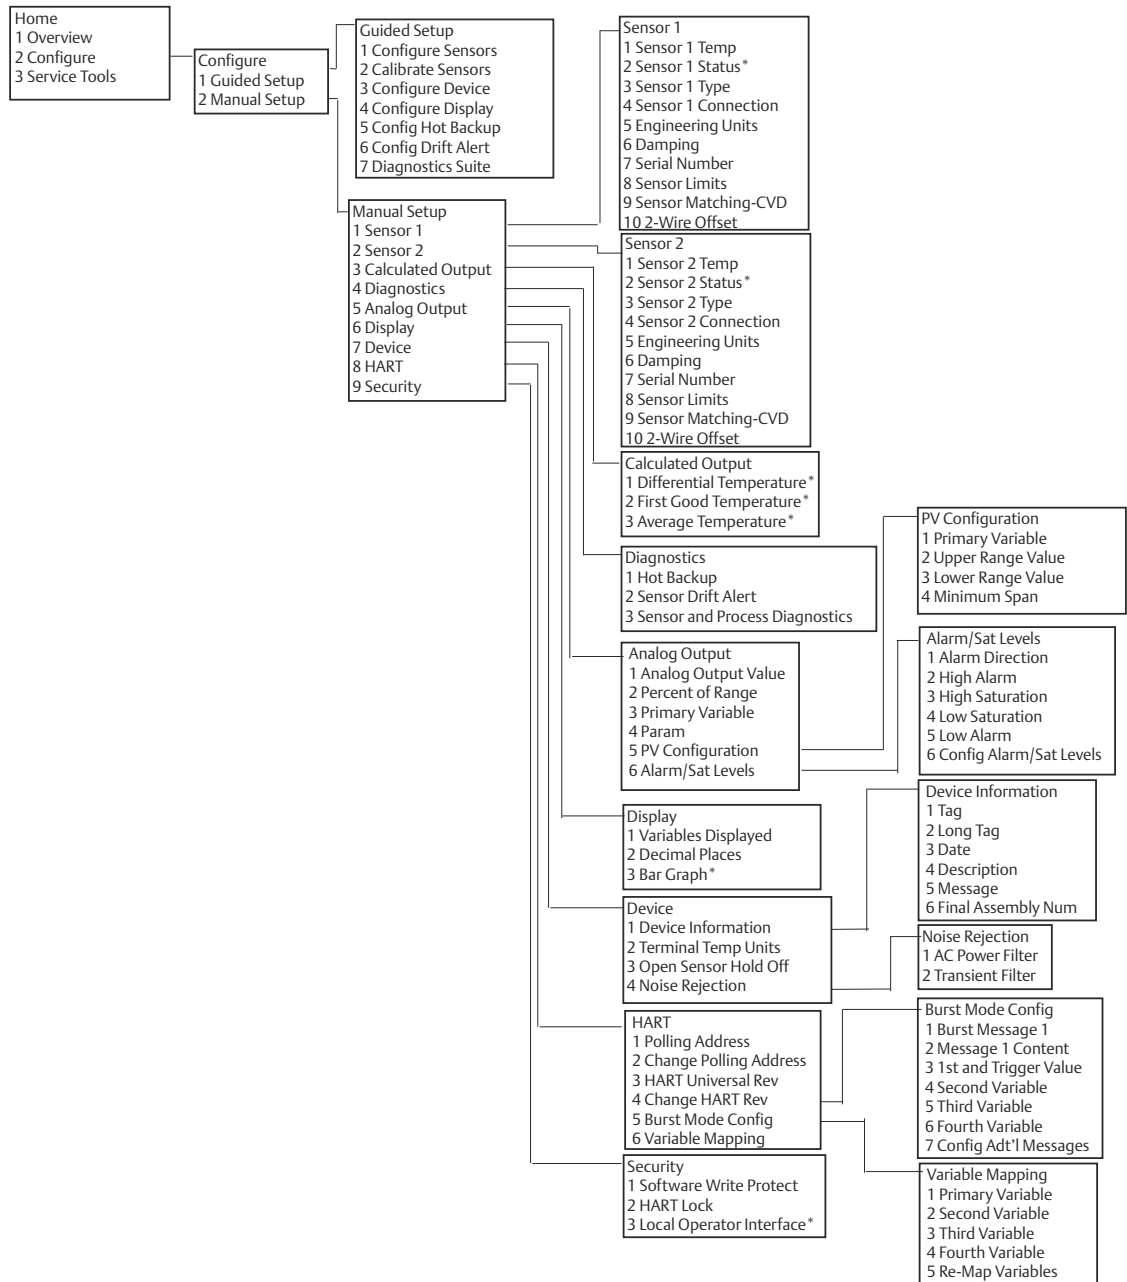 Home
1 Overview
2 Configure
3 Service Tools
Configure
1 Guided Setup
2 Manual Setup
Guided Setup
1 Configure Sensors
2 Calibrate Sensors
3 Configure Device
4 Configure Display
5 Config Hot Backup
6 Config Drift Alert
7 Diagnostics Suite
Manual Setup
1 Sensor 1
2 Sensor 2
3 Calculated Output
4 Diagnostics
5 Analog Output
6 Display
7 Device
8 HART
9 Security
Sensor 1
1 Sensor 1 Temp
2 Sensor 1 Status*
3 Sensor 1 Type
4 Sensor 1 Connection
5 Engineering Units
6 Damping
7 Serial Number
8 Sensor Limits
9 Sensor Matching-CVD
10 2-Wire Offset
Sensor 2
1 Sensor 2 Temp
2 Sensor 2 Status*
3 Sensor 2 Type
4 Sensor 2 Connection
5 Engineering Units
6 Damping
7 Serial Number
8 Sensor Limits
9 Sensor Matching-CVD
10 2-Wire Offset
Calculated Output
1 Differential Temperature*
2 First Good Temperature*
3 Average Temperature*
Diagnostics
1 Hot Backup
2 Sensor Drift Alert
3 Sensor and Process Diagnostics
Analog Output
1 Analog Output Value
2 Percent of Range
3 Primary Variable
4 Param
5 PV Configuration
6 Alarm/Sat Levels
Display
1 Variables Displayed
2 Decimal Places
3 Bar Graph*
Device
1 Device Information
2 Terminal Temp Units
3 Open Sensor Hold Off
4 Noise Rejection
HART
1 Polling Address
2 Change Polling Address
3 HART Universal Rev
4 Change HART Rev
5 Burst Mode Config
6 Variable Mapping
Security
1 Software Write Protect
2 HART Lock
3 Local Operator Interface*
PV Configuration
1 Primary Variable
2 Upper Range Value
3 Lower Range Value
4 Minimum Span
Alarm/Sat Levels
1 Alarm Direction
2 High Alarm
3 High Saturation
4 Low Saturation
5 Low Alarm
6 Config Alarm/Sat Levels
Device Information
1 Tag
2 Long Tag
3 Date
4 Description
5 Message
6 Final Assembly Num
Noise Rejection
1 AC Power Filter
2 Transient Filter
Burst Mode Config
1 Burst Message 1
2 Message 1 Content
3 1st and Trigger Value
4 Second Variable
5 Third Variable
6 Fourth Variable
7 Config Adt'l Messages
Variable Mapping
1 Primary Variable
2 Second Variable
3 Third Variable
4 Fourth Variable
5 Re-Map Variables